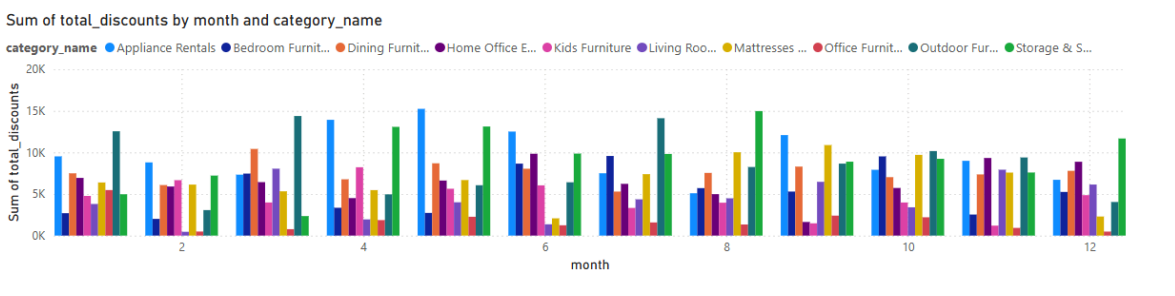 Sum of total_discounts by month and category_name
category_name Appliance Rentals Bedroom Furnit... Dining Furnit... Home Office E... Kids Furniture Living Roo... Mattresses ... Office Furnit... Outdoor Fur... Storage & S...
20K
15K
10K
5K
0K
Sum of total_discounts
2 4 6 8 10 12
month